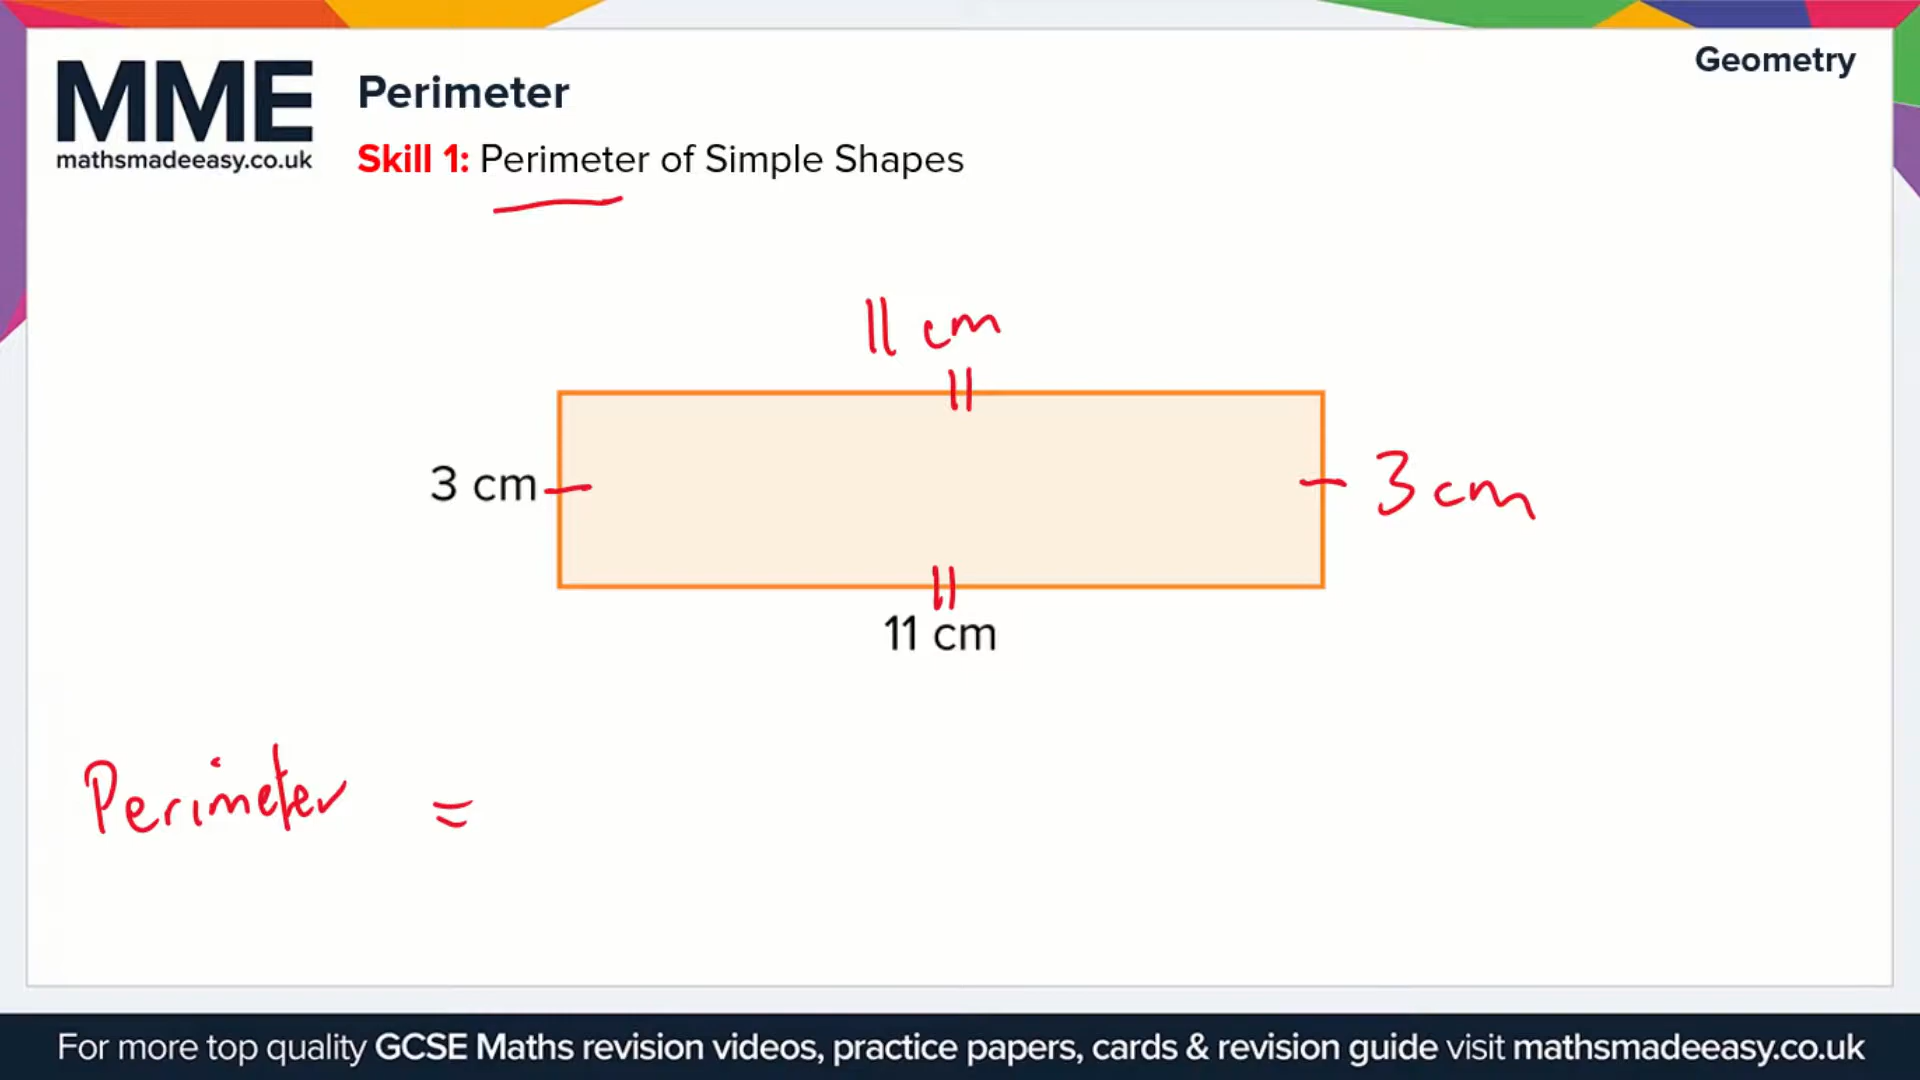 MME
mathsmadeeasy.co.uk
Perimeter
Geometry
Skill 1: Perimeter of Simple Shapes
11 cm
3 cm
3 cm
11 cm
Perimeter =
For more top quality GCSE Maths revision videos, practice papers, cards & revision guide visit mathsmadeeasy.co.uk